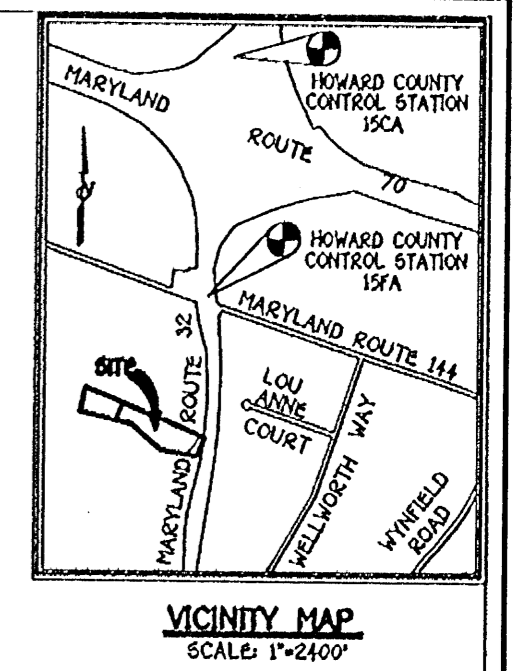 HOWARD COUNTY
CONTROL STATION
15CA
MARYLAND
ROUTE
70
HOWARD COUNTY
CONTROL STATION
15FA
MARYLAND ROUTE 144
MARYLAND ROUTE 32
SITE
LOU
ANNE
COURT
WELLWORTH WAY
WYNFIELD
ROAD
N
VICINITY MAP
SCALE: 1"=2400'